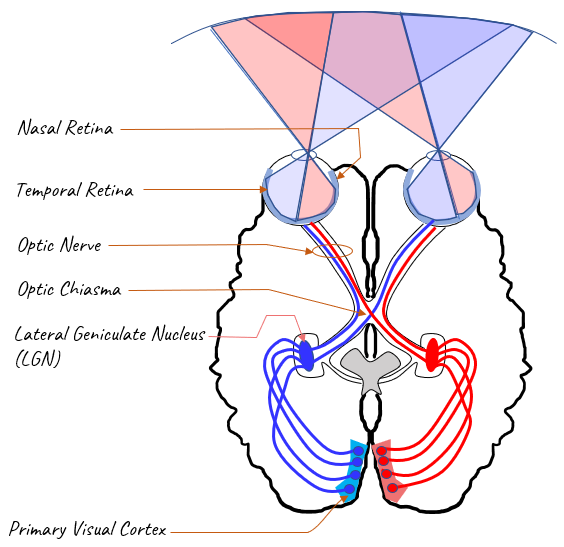 Nasal Retina
Temporal Retina
Optic Nerve
Optic Chiasma
Lateral Geniculate Nucleus
(LGN)
Primary Visual Cortex